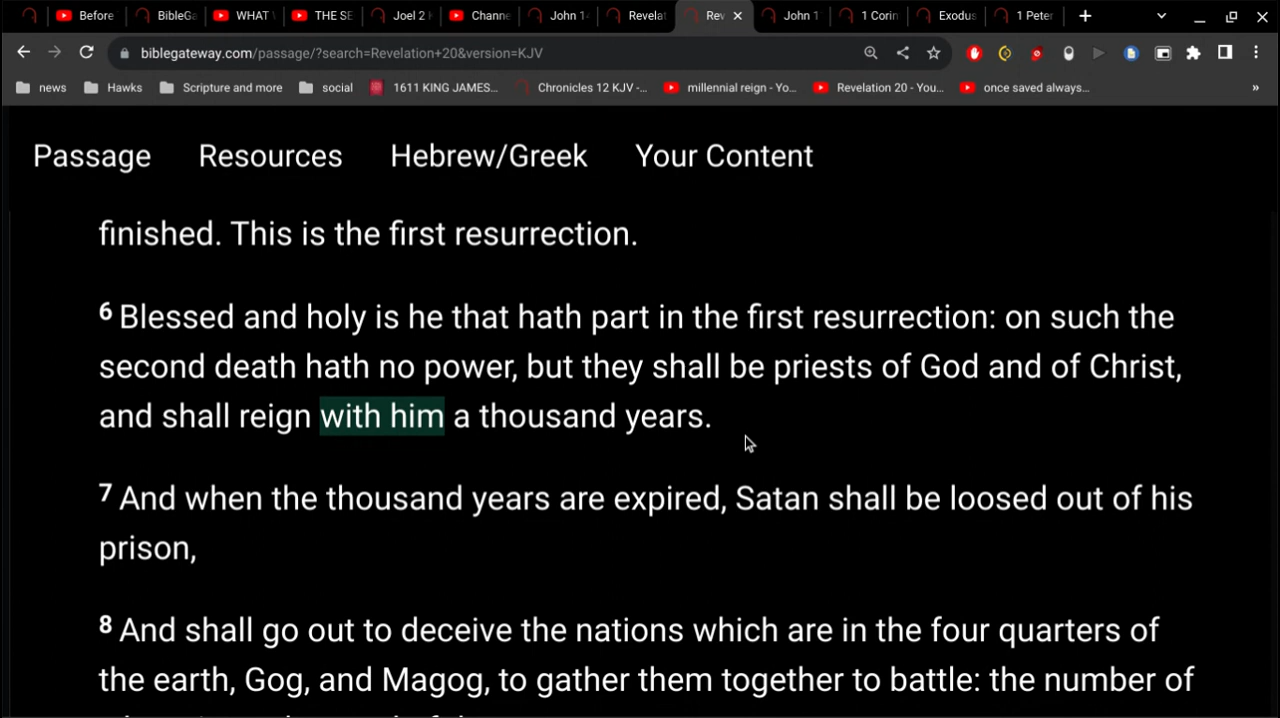 Before
BibleGa
WHAT
THE SE
Joel 2
Channe
John 1
Revelat
Rev
John 1
1 Corin
Exodus
1 Peter
biblegateway.com/passage/?search=Revelation+20&version=KJV
news
Hawks
Scripture and more
social
1611 KING JAMES...
Chronicles 12 KJV -...
millennial reign - Yo...
Revelation 20 - You...
once saved always...
»
Passage Resources Hebrew/Greek Your Content
finished. This is the first resurrection.
6 Blessed and holy is he that hath part in the first resurrection: on such the
second death hath no power, but they shall be priests of God and of Christ,
and shall reign with him a thousand years.
7 And when the thousand years are expired, Satan shall be loosed out of his
prison,
8 And shall go out to deceive the nations which are in the four quarters of
the earth, Gog, and Magog, to gather them together to battle: the number of